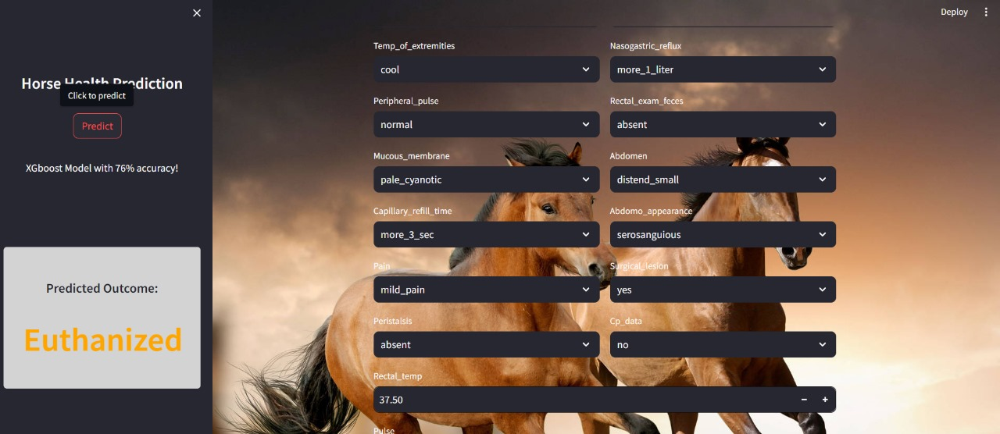 Deploy
Horse Health Prediction
Click to predict
Predict
XGboost Model with 76% accuracy!
Predicted Outcome:
Euthanized
Temp_of_extremities
cool
Nasogastric_reflux
more_1_liter
Peripheral_pulse
normal
Rectal_exam_feces
absent
Mucous_membrane
pale_cyanotic
Abdomen
distend_small
Capillary_refill_time
more_3_sec
Abdomo_appearance
serosanguious
Pain
mild_pain
Surgical_lesion
yes
Peristalsis
absent
Cp_data
no
Rectal_temp
37.50
Pulse